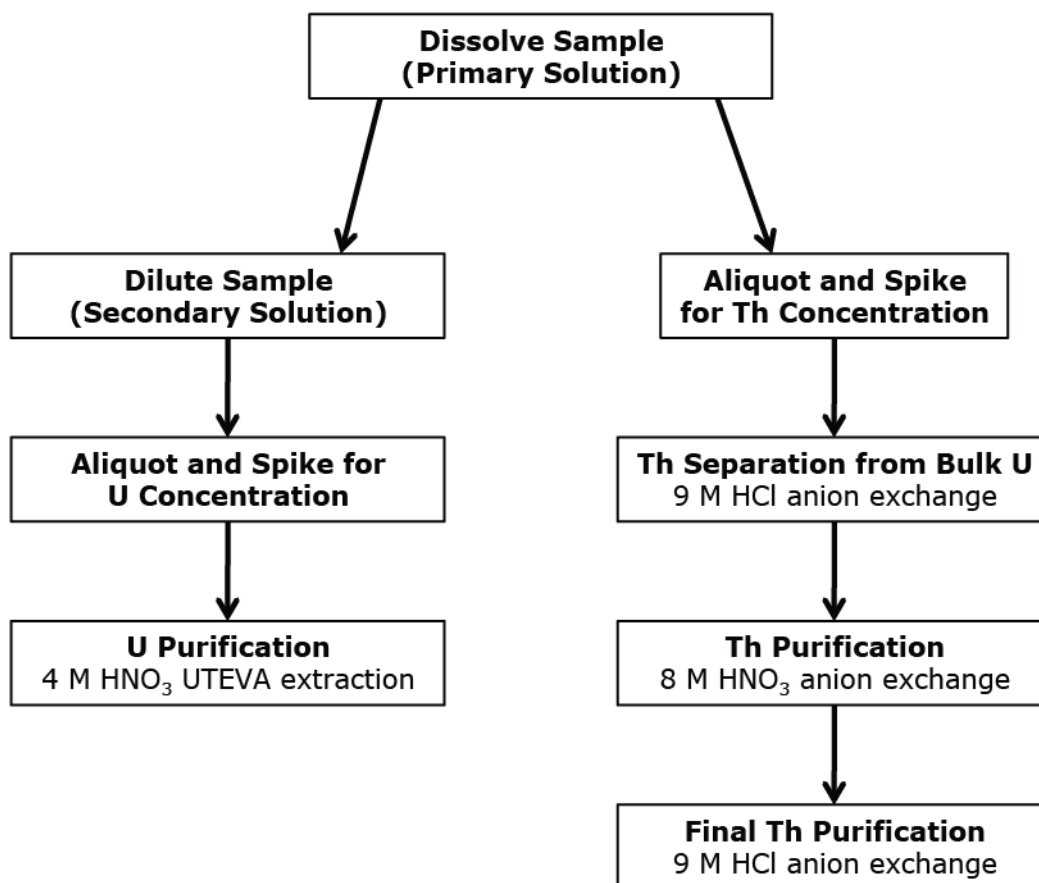 Dissolve Sample
(Primary Solution)
Dilute Sample
(Secondary Solution)
Aliquot and Spike for
U Concentration
U Purification
4 M HNO₃ UTEVA extraction
Aliquot and Spike
for Th Concentration
Th Separation from Bulk U
9 M HCl anion exchange
Th Purification
8 M HNO₃ anion exchange
Final Th Purification
9 M HCl anion exchange